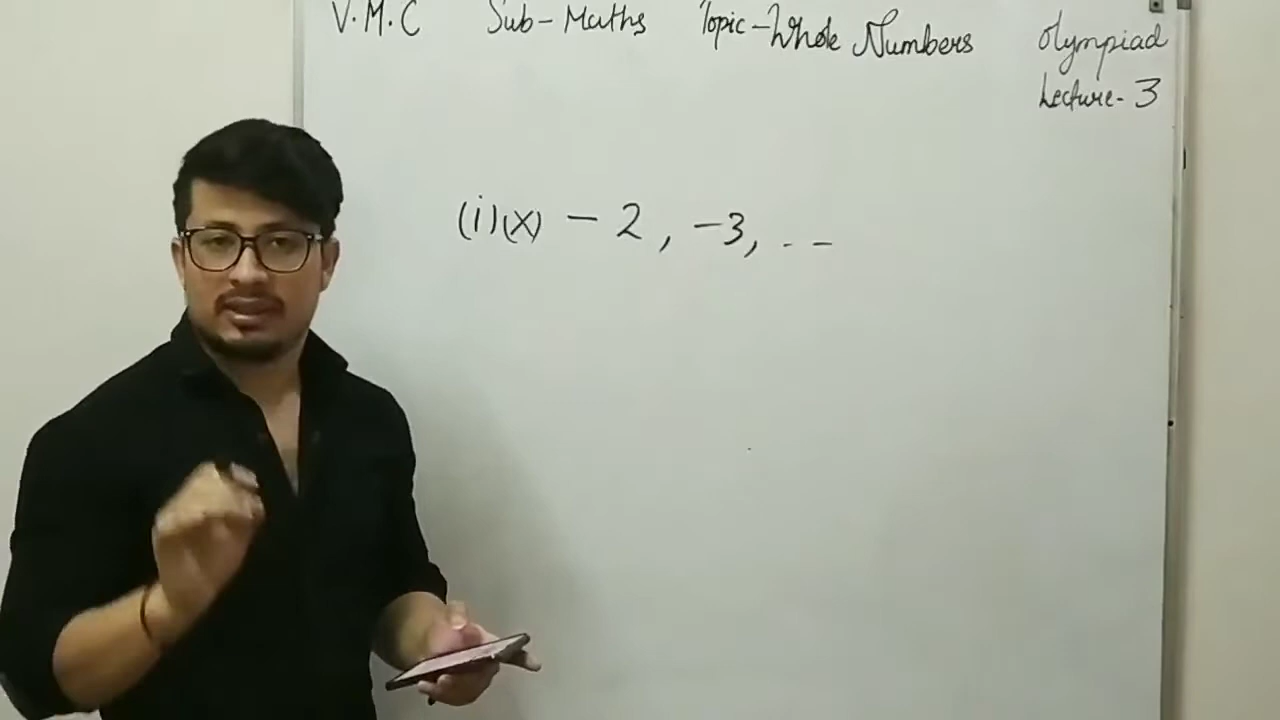 V.M.C Sub-Maths Topic-Whole Numbers Olympiad
Lecture-3
(i)(x) - 2, -3, - -